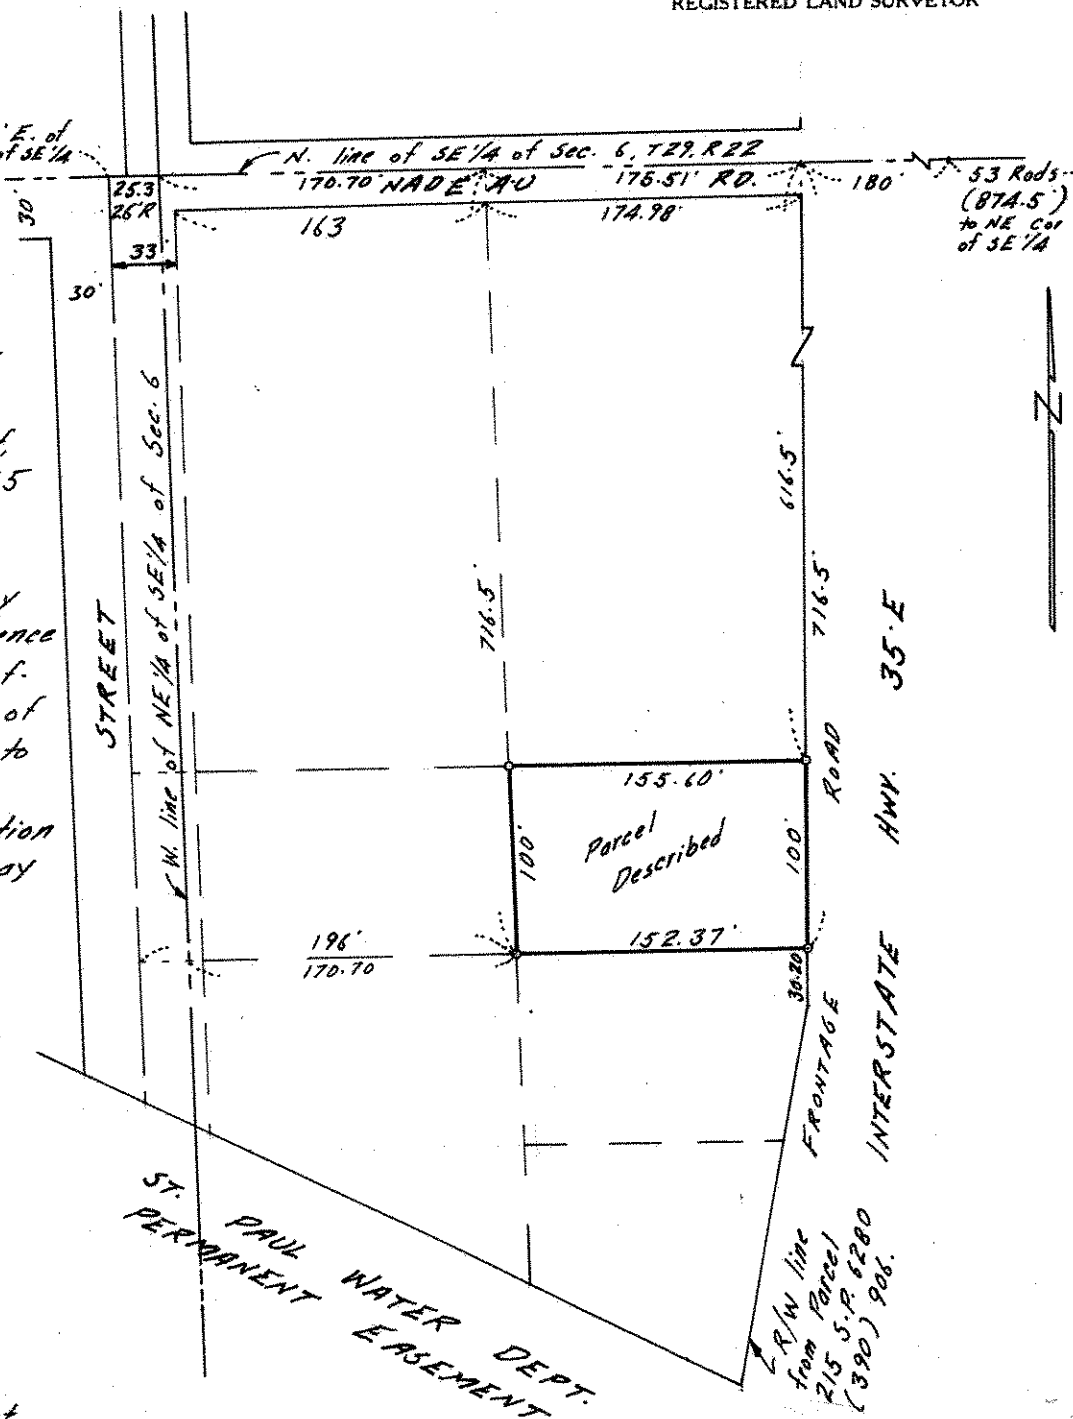 REGISTERED LAND SURVEYOR
E. of
of SE 1/4
N. line of SE 1/4 of Sec. 6, T29, R22
25.3
26 R
170.70' NADEAU
175.51' RD.
180'
53 Rods
(874.5')
to NE Cor
of SE 1/4
30'
33
163
174.98'
30'
5
616.5'
716.5'
716.5'
STREET
W. line of NE 1/4 of SE 1/4 of Sec. 6
y
ence
f.
of
to
tion
ay
155.60'
100'
Parcel
Described
100'
152.37'
196'
170.70
30.20
FRONTAGE ROAD
INTERSTATE HWY. 35-E
N
ST. PAUL WATER DEPT.
PERMANENT EASEMENT
R/W line
from Parcel
215 S.P. 6280
(390) 906.